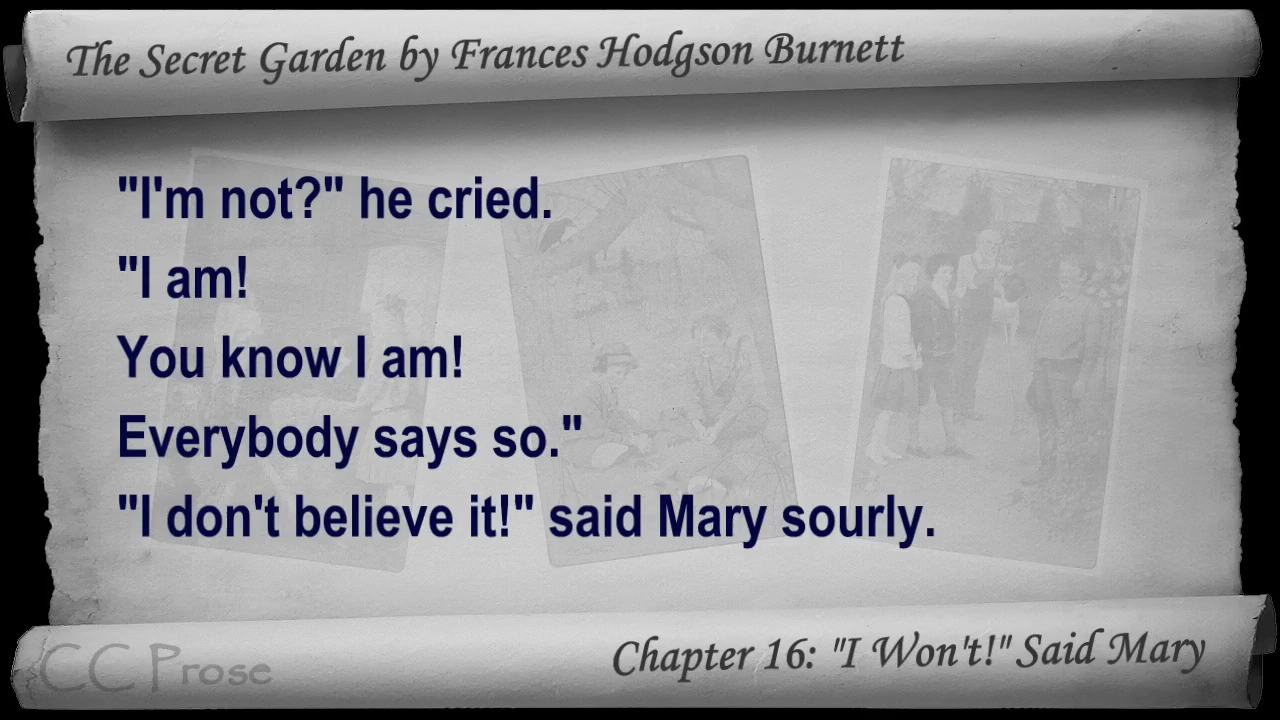 The Secret Garden by Frances Hodgson Burnett
"I'm not?" he cried.
"I am!
You know I am!
Everybody says so."
"I don't believe it!" said Mary sourly.
CC Prose
Chapter 16: "I Won't!" Said Mary